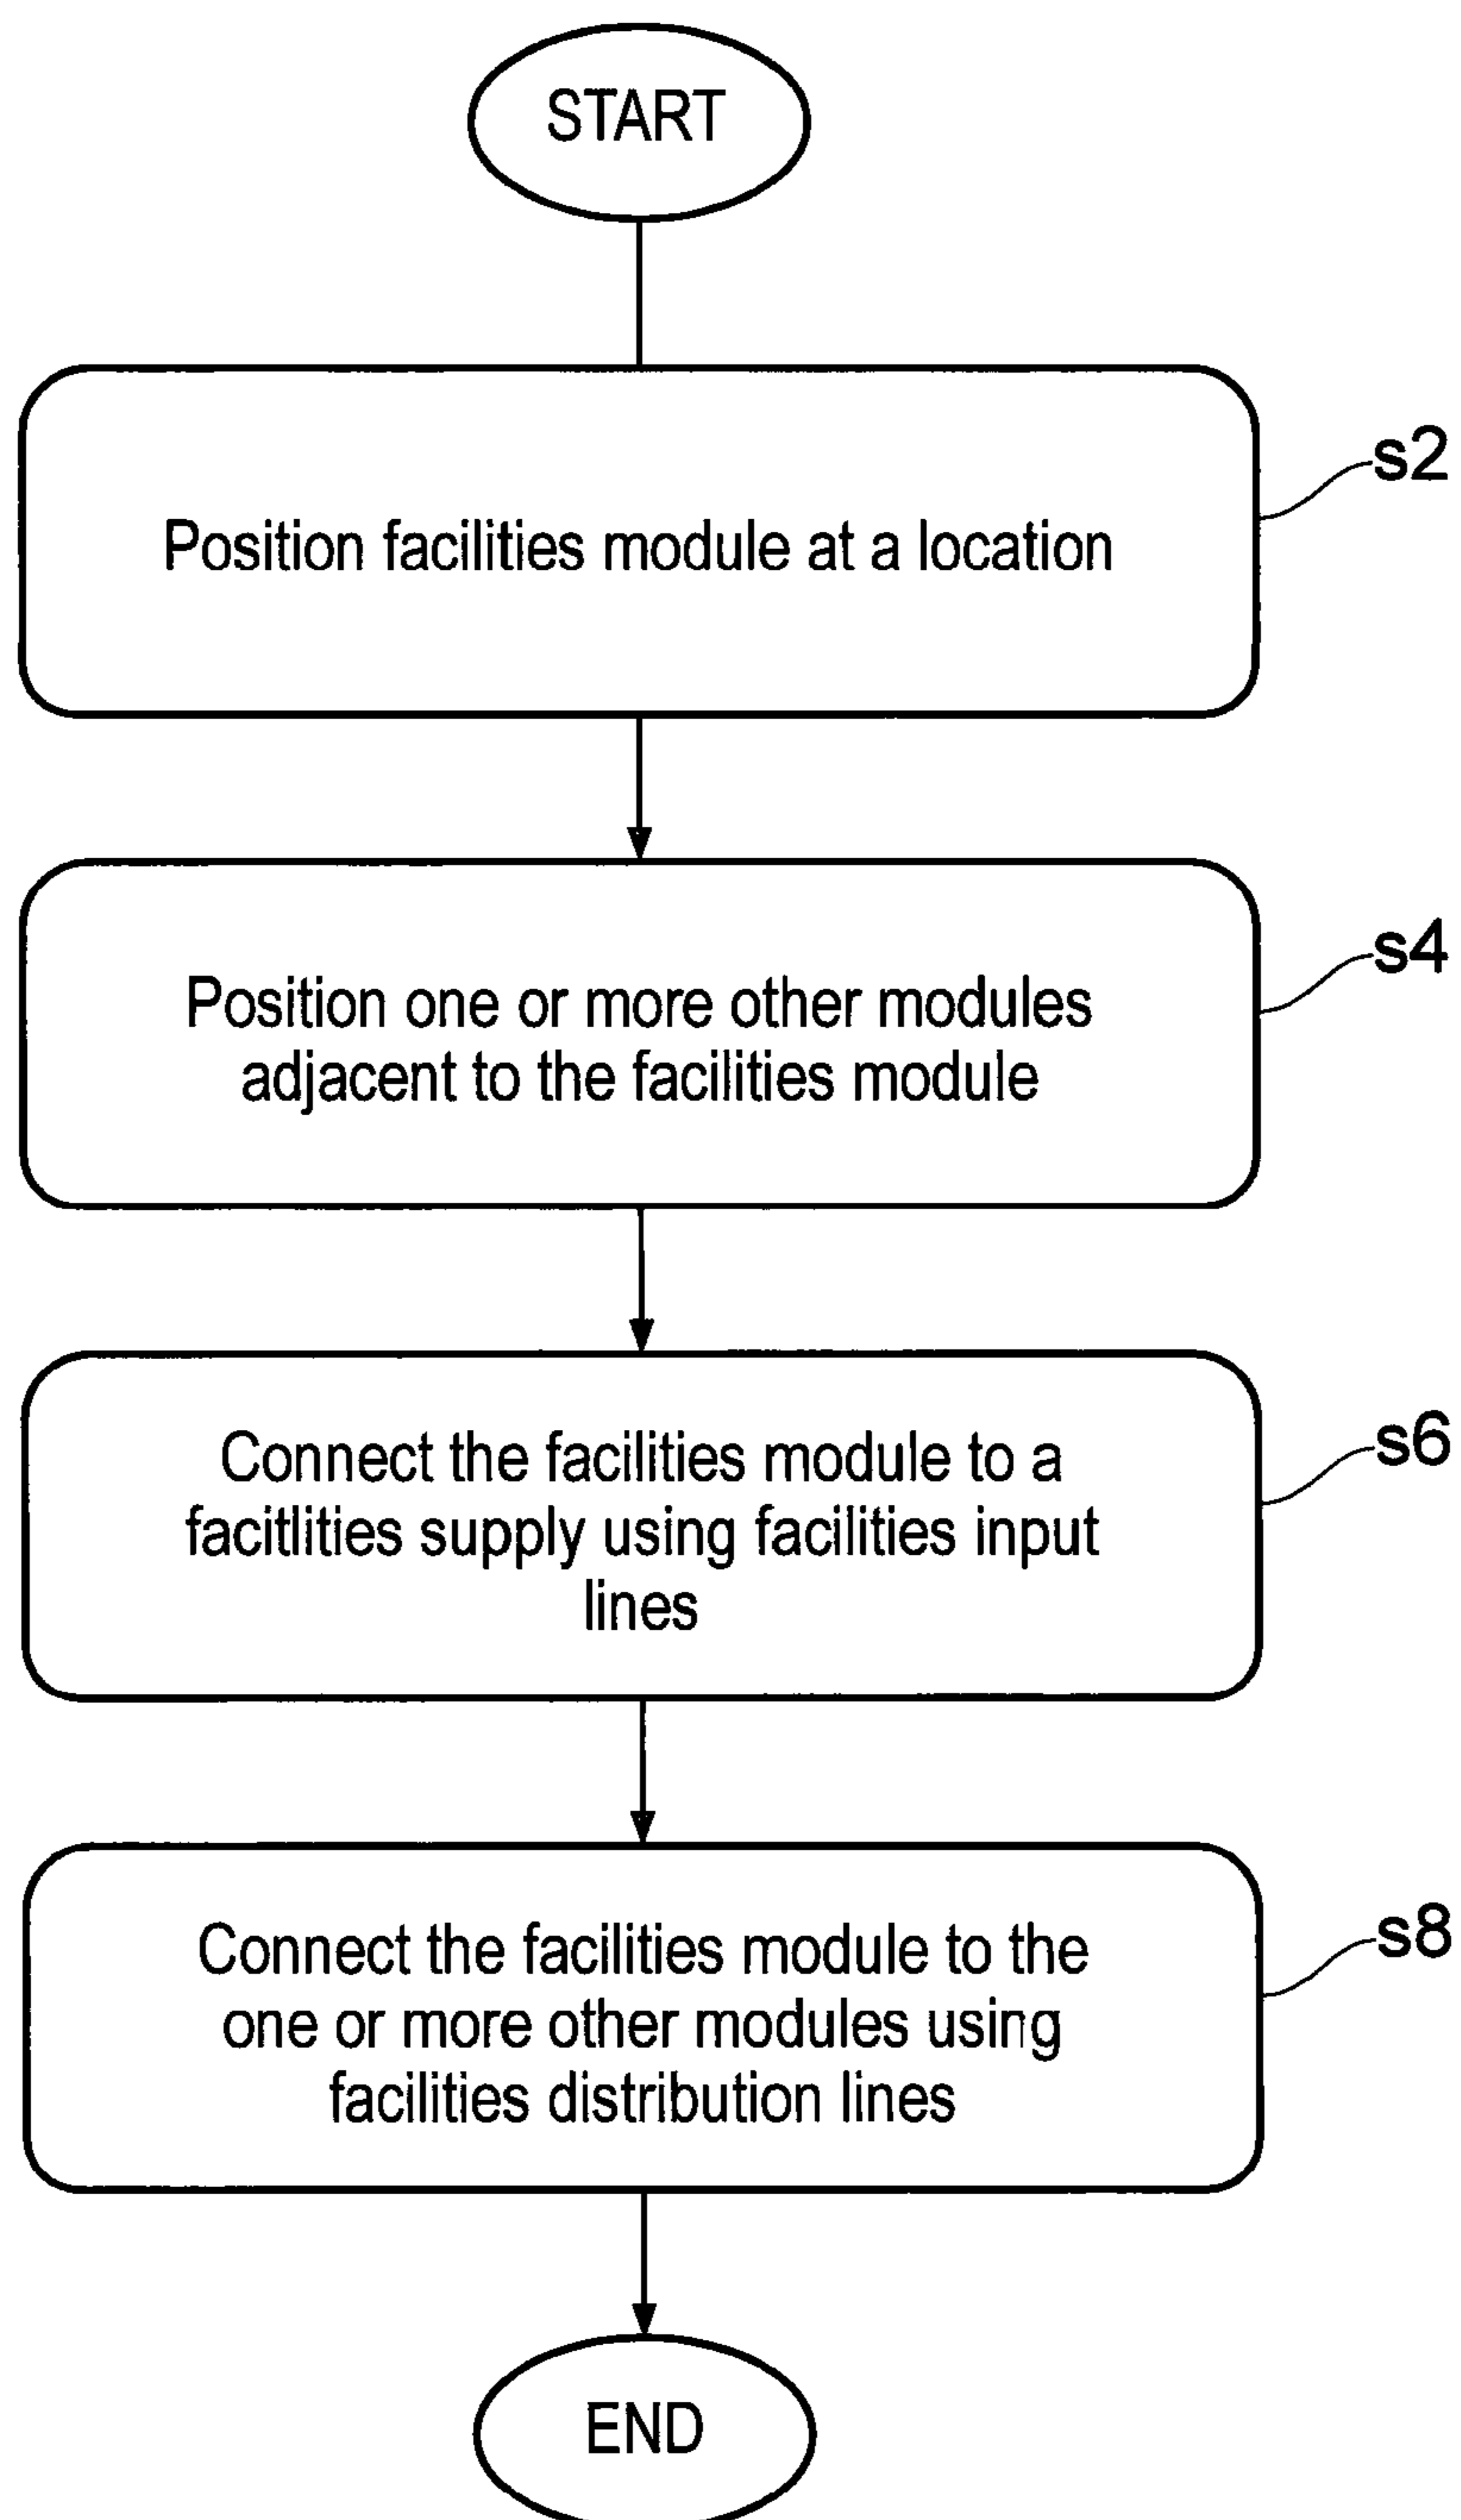 START
s2
Position facilities module at a location
s4
Position one or more other modules
adjacent to the facilities module
s6
Connect the facilities module to a
facitlities supply using facilities input
lines
s8
Connect the facilities module to the
one or more other modules using
facilities distribution lines
END